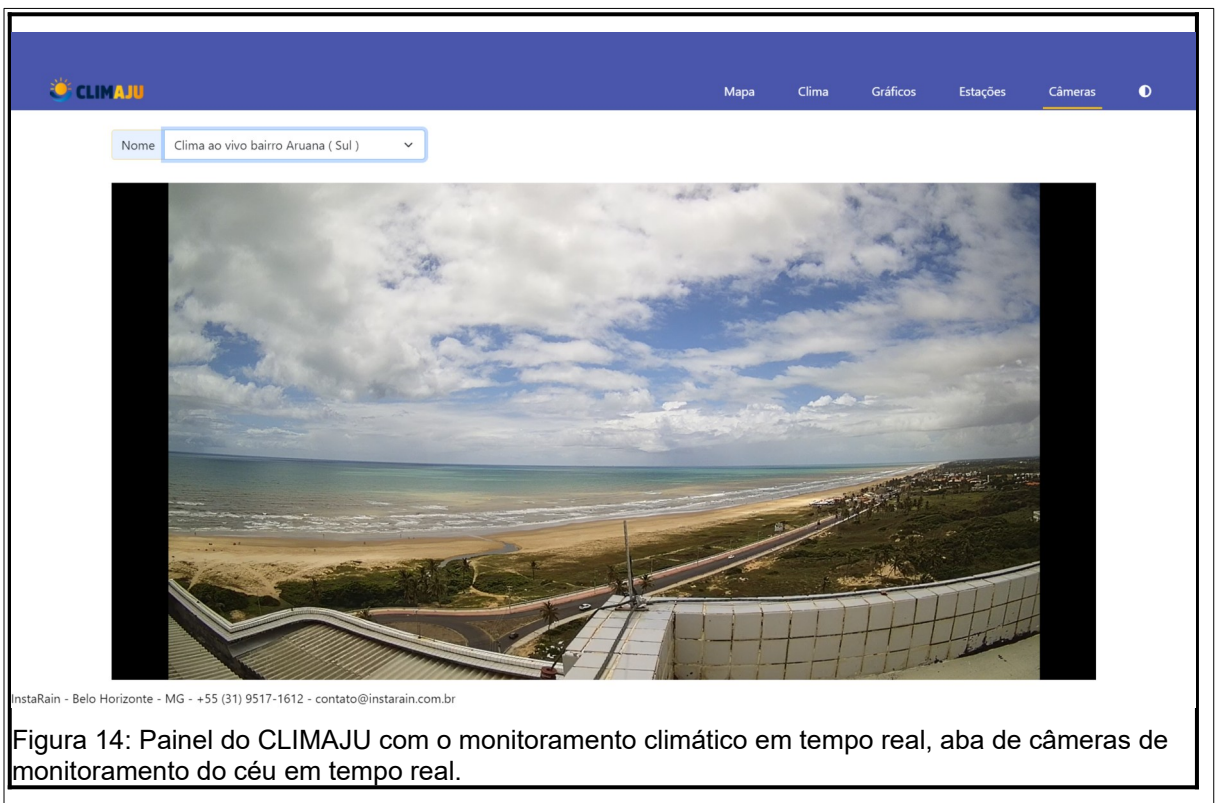 CLIMAJU
Mapa Clima Gráficos Estações Câmeras
Nome Clima ao vivo bairro Aruana ( Sul )
InstaRain - Belo Horizonte - MG - +55 (31) 9517-1612 - contato@instarain.com.br
Figura 14: Painel do CLIMAJU com o monitoramento climático em tempo real, aba de câmeras de
monitoramento do céu em tempo real.